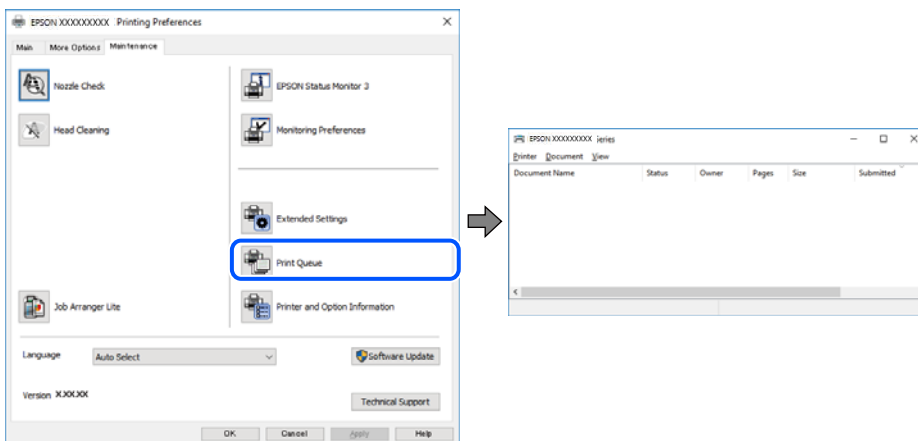 EPSON XXXXXXXXX Printing Preferences
Main More Options Maintenance
Nozzle Check
EPSON Status Monitor 3
Head Cleaning
Monitoring Preferences
Extended Settings
Print Queue
Job Arranger Lite
Printer and Option Information
Language Auto Select
Software Update
Version X.XX.XX
Technical Support
OK Cancel Apply Help
EPSON XXXXXXXXX ieries
Printer Document View
Document Name Status Owner Pages Size Submitted